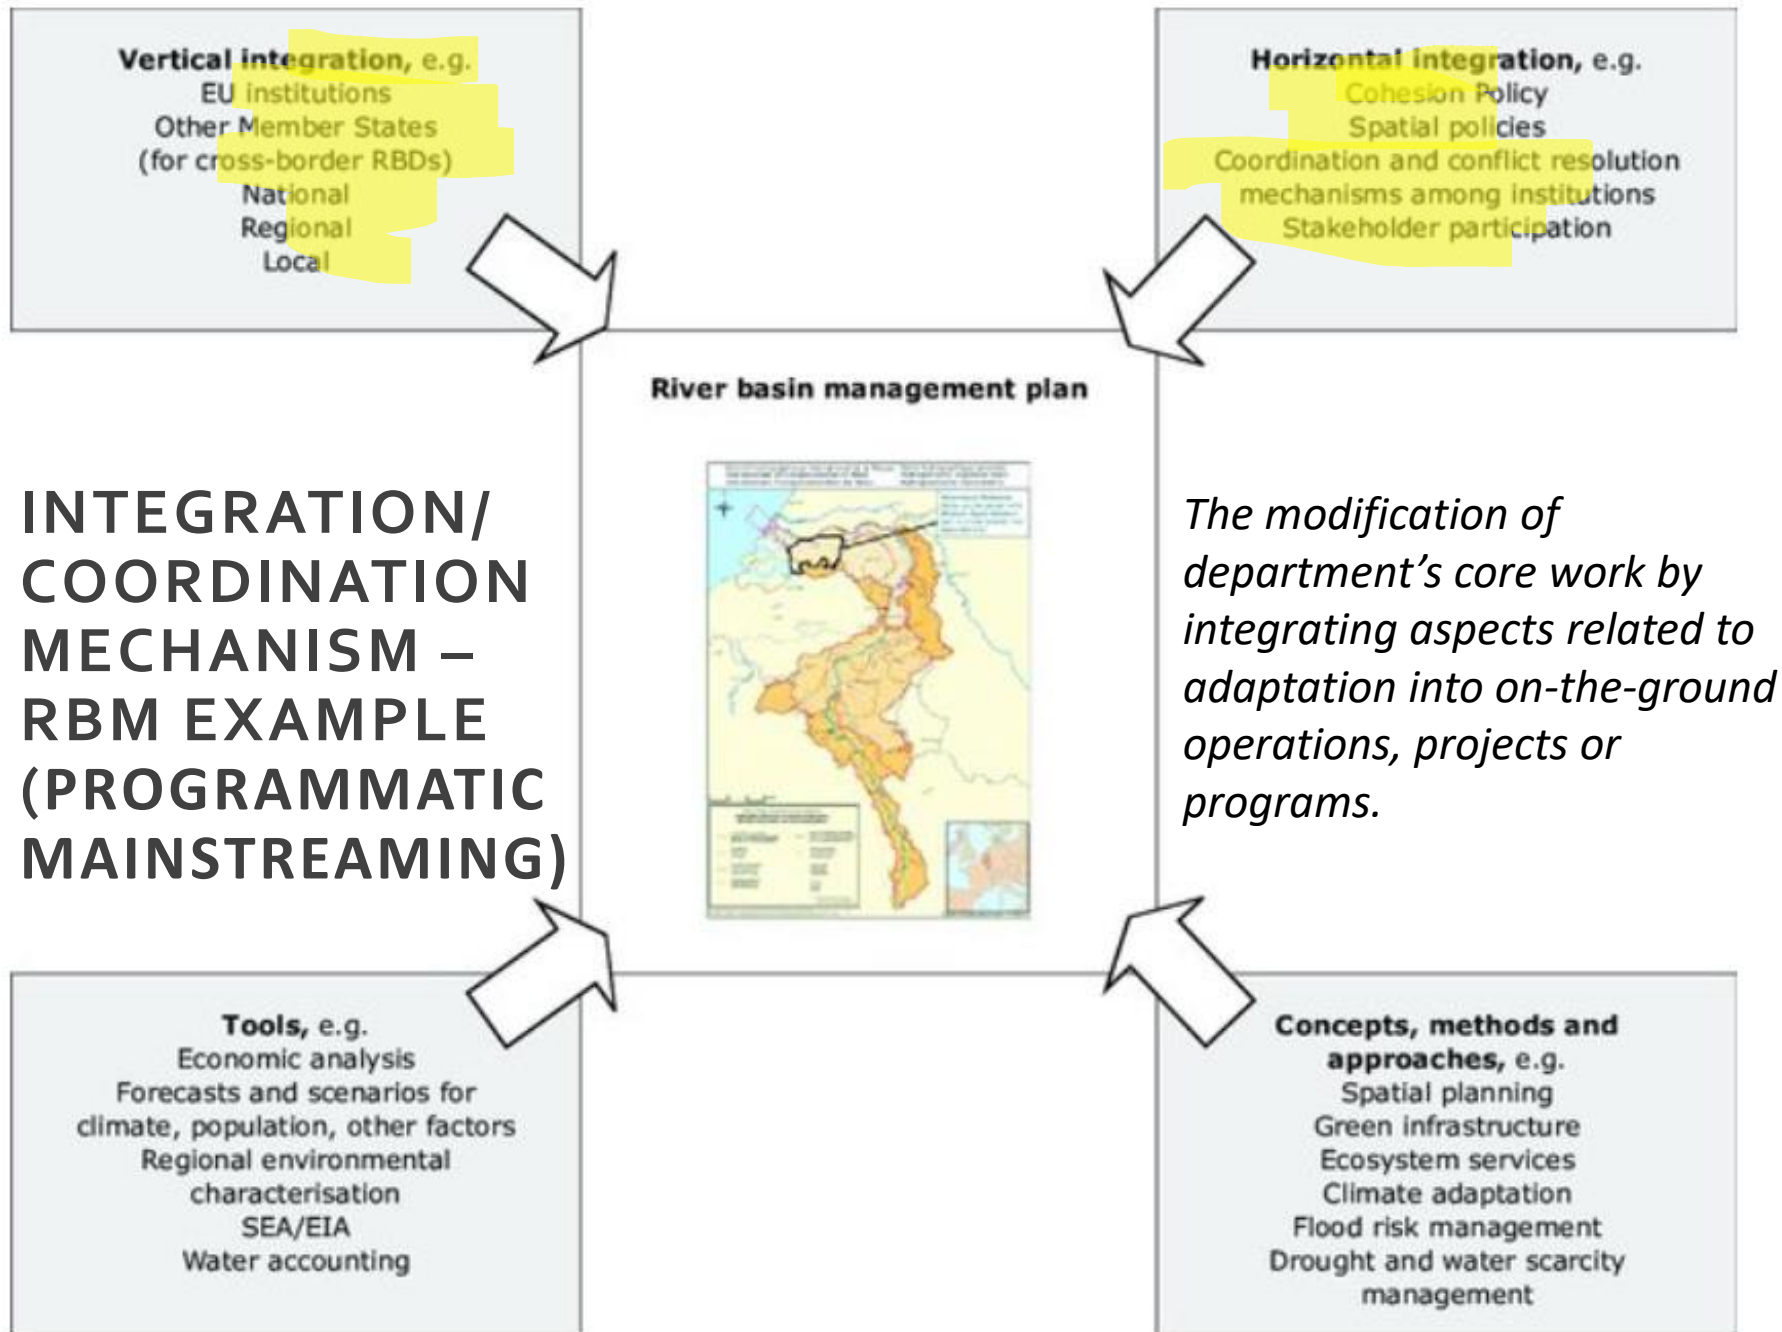 Vertical integration, e.g.
EU institutions
Other Member States
(for cross-border RBDs)
National
Regional
Local
Horizontal integration, e.g.
Cohesion Policy
Spatial policies
Coordination and conflict resolution
mechanisms among institutions
Stakeholder participation
River basin management plan
INTEGRATION/
COORDINATION
MECHANISM –
RBM EXAMPLE
(PROGRAMMATIC
MAINSTREAMING)
The modification of
department’s core work by
integrating aspects related to
adaptation into on-the-ground
operations, projects or
programs.
Tools, e.g.
Economic analysis
Forecasts and scenarios for
climate, population, other factors
Regional environmental
characterisation
SEA/EIA
Water accounting
Concepts, methods and
approaches, e.g.
Spatial planning
Green infrastructure
Ecosystem services
Climate adaptation
Flood risk management
Drought and water scarcity
management